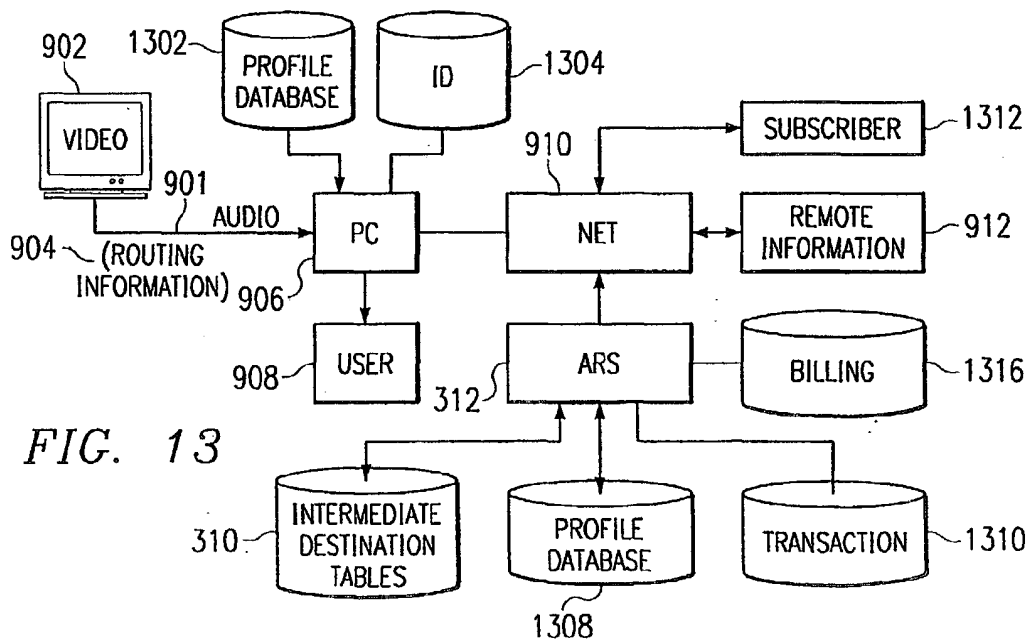 902
1302
PROFILE
DATABASE
ID
1304
VIDEO
901
AUDIO
904
(ROUTING
INFORMATION)
906
PC
910
NET
SUBSCRIBER
1312
REMOTE
INFORMATION
912
908
USER
312
ARS
BILLING
1316
FIG. 13
310
INTERMEDIATE
DESTINATION
TABLES
PROFILE
DATABASE
1308
TRANSACTION
1310